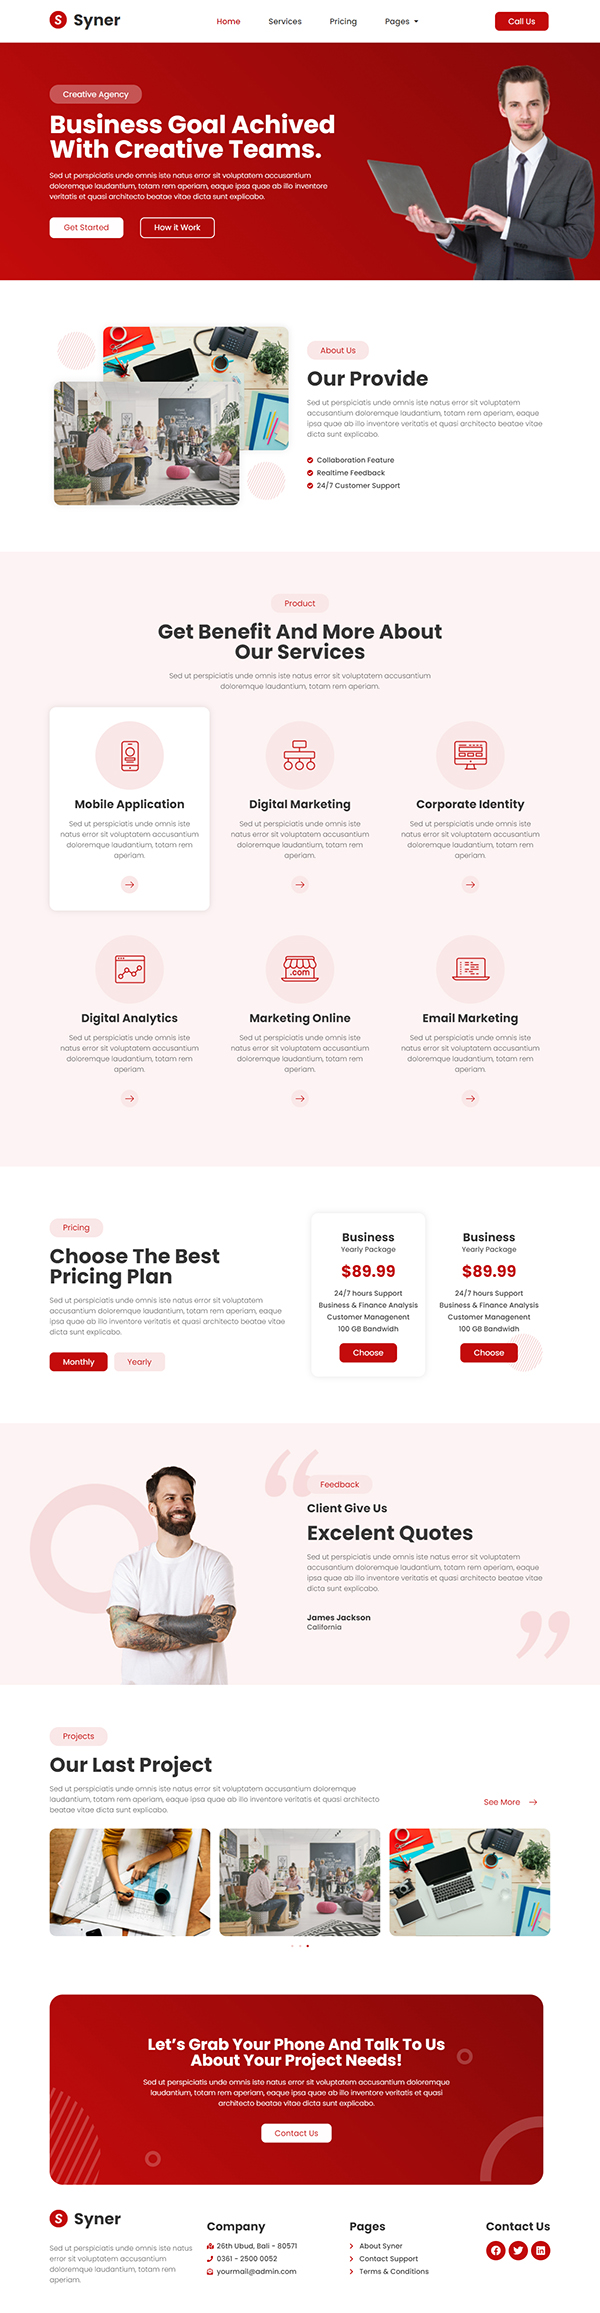 S Syner
Home Services Pricing Pages
Call Us
Creative Agency
Business Goal Achived
With Creative Teams.
Sed ut perspiciatis unde omnis iste natus error sit voluptatem accusantium
doloremque laudantium, totam rem aperiam, eaque ipsa quae ab illo inventore
veritatis et quasi architecto beatae vitae dicta sunt explicabo.
Get Started How it Work
About Us
Our Provide
Sed ut perspiciatis unde omnis iste natus error sit voluptatem
accusantium doloremque laudantium, totam rem aperiam, eaque
ipsa quae ab illo inventore veritatis et quasi architecto beatae vitae
dicta sunt explicabo.
Collaboration Feature
Realtime Feedback
24/7 Customer Support
Product
Get Benefit And More About
Our Services
Sed ut perspiciatis unde omnis iste natus error sit voluptatem accusantium
doloremque laudantium, totam rem aperiam.
Mobile Application
Sed ut perspiciatis unde omnis iste
natus error sit voluptatem accusantium
doloremque laudantium, totam rem
aperiam.
Digital Marketing
Sed ut perspiciatis unde omnis iste
natus error sit voluptatem accusantium
doloremque laudantium, totam rem
aperiam.
Corporate Identity
Sed ut perspiciatis unde omnis iste
natus error sit voluptatem accusantium
doloremque laudantium, totam rem
aperiam.
Digital Analytics
Sed ut perspiciatis unde omnis iste
natus error sit voluptatem accusantium
doloremque laudantium, totam rem
aperiam.
.com
Marketing Online
Sed ut perspiciatis unde omnis iste
natus error sit voluptatem accusantium
doloremque laudantium, totam rem
aperiam.
Email Marketing
Sed ut perspiciatis unde omnis iste
natus error sit voluptatem accusantium
doloremque laudantium, totam rem
aperiam.
Pricing
Choose The Best
Pricing Plan
Sed ut perspiciatis unde omnis iste natus error sit voluptatem
accusantium doloremque laudantium, totam rem aperiam, eaque
ipsa quae ab illo inventore veritatis et quasi architecto beatae vitae
dicta sunt explicabo.
Monthly Yearly
Business
Yearly Package
$89.99
24/7 hours Support
Business & Finance Analysis
Customer Managenent
100 GB Bandwidh
Choose
Business
Yearly Package
$89.99
24/7 hours Support
Business & Finance Analysis
Customer Managenent
100 GB Bandwidh
Choose
Feedback
Client Give Us
Excelent Quotes
Sed ut perspiciatis unde omnis iste natus error sit voluptatem
accusantium doloremque laudantium, totam rem aperiam, eaque
ipsa quae ab illo inventore veritatis et quasi architecto beatae vitae
dicta sunt explicabo.
James Jackson
California
Projects
Our Last Project
Sed ut perspiciatis unde omnis iste natus error sit voluptatem accusantium doloremque
laudantium, totam rem aperiam, eaque ipsa quae ab illo inventore veritatis et quasi architecto
beatae vitae dicta sunt explicabo.
See More
Let's Grab Your Phone And Talk To Us
About Your Project Needs!
Sed ut perspiciatis unde omnis iste natus error sit voluptatem accusantium doloremque
laudantium, totam rem aperiam, eaque ipsa quae ab illo inventore veritatis et quasi
architecto beatae vitae dicta sunt explicabo.
Contact Us
S Syner
Sed ut perspiciatis unde omnis iste natus
error sit voluptatem accusantium
doloremque laudantium, totam rem
aperiam.
Company
26th Ubud, Bali - 80571
0361 - 2500 0052
yourmail@admin.com
Pages
About Syner
Contact Support
Terms & Conditions
Contact Us